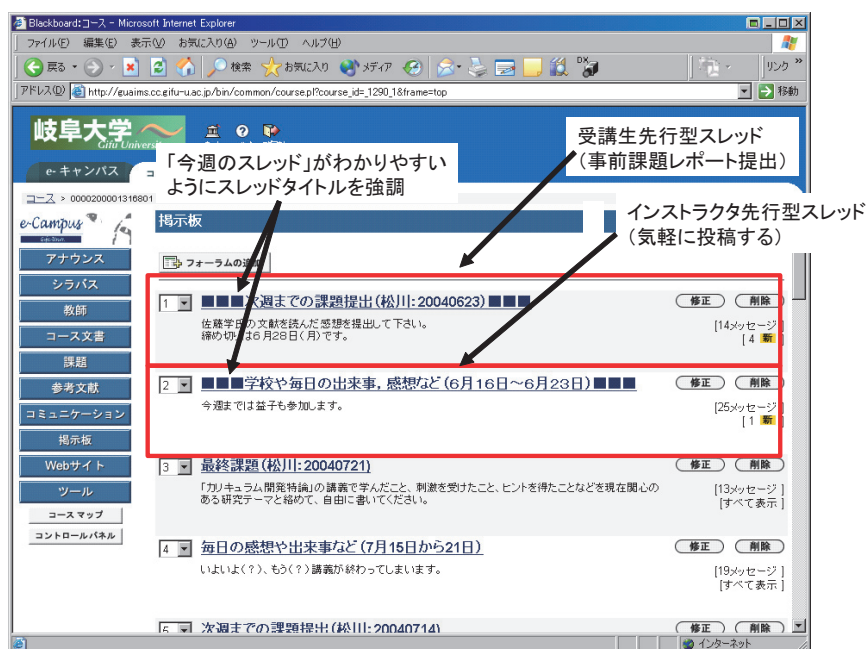 Blackboard:コース - Microsoft Internet Explorer
ファイル(F) 編集(E) 表示(V) お気に入り(A) ツール(T) ヘルプ(H)
戻る 検索 お気に入り メディア リンク »
アドレス(D) http://euaims.cc.gifu-u.ac.jp/bin/common/course.pl?course_id=_1290_1&frame=top 移動
岐阜大学
Gifu University
受講生先行型スレッド
(事前課題レポート提出)
「今週のスレッド」がわかりやすい
ようにスレッドタイトルを強調
e-キャンパス
コース > 0000200001316801
インストラクタ先行型スレッド
(気軽に投稿する)
e-Campus
掲示板
アナウンス
シラバス
教師
コース文書
課題
参考文献
コミュニケーション
掲示板
Webサイト
ツール
コースマップ
コントロールパネル
フォーラムの追加
1 ■■■次週までの課題提出(松川:20040623)■■■ 修正 削除
佐藤学氏の文献を読んだ感想を提出して下さい。 [14メッセージ]
締め切りは6月28日(月)です。 [ 4 新 ]
2 ■■■学校や毎日の出来事,感想など(6月16日~6月23日)■■■ 修正 削除
今週までは益子も参加します。 [25メッセージ]
[ 1 新 ]
3 最終課題(松川:20040721) 修正 削除
「カリキュラム開発特論」の講義で学んだこと、刺激を受けたこと、ヒントを得たことなどを現在関心の [13メッセージ ]
ある研究テーマと絡めて、自由に書いてください。 [すべて表示 ]
4 毎日の感想や出来事など(7月15日から21日) 修正 削除
いよいよ(?)、もう(?)講義が終わってしまいます。 [19メッセージ ]
[すべて表示 ]
5 次週までの課題提出(松川:20040714) 修正 削除
インターネット